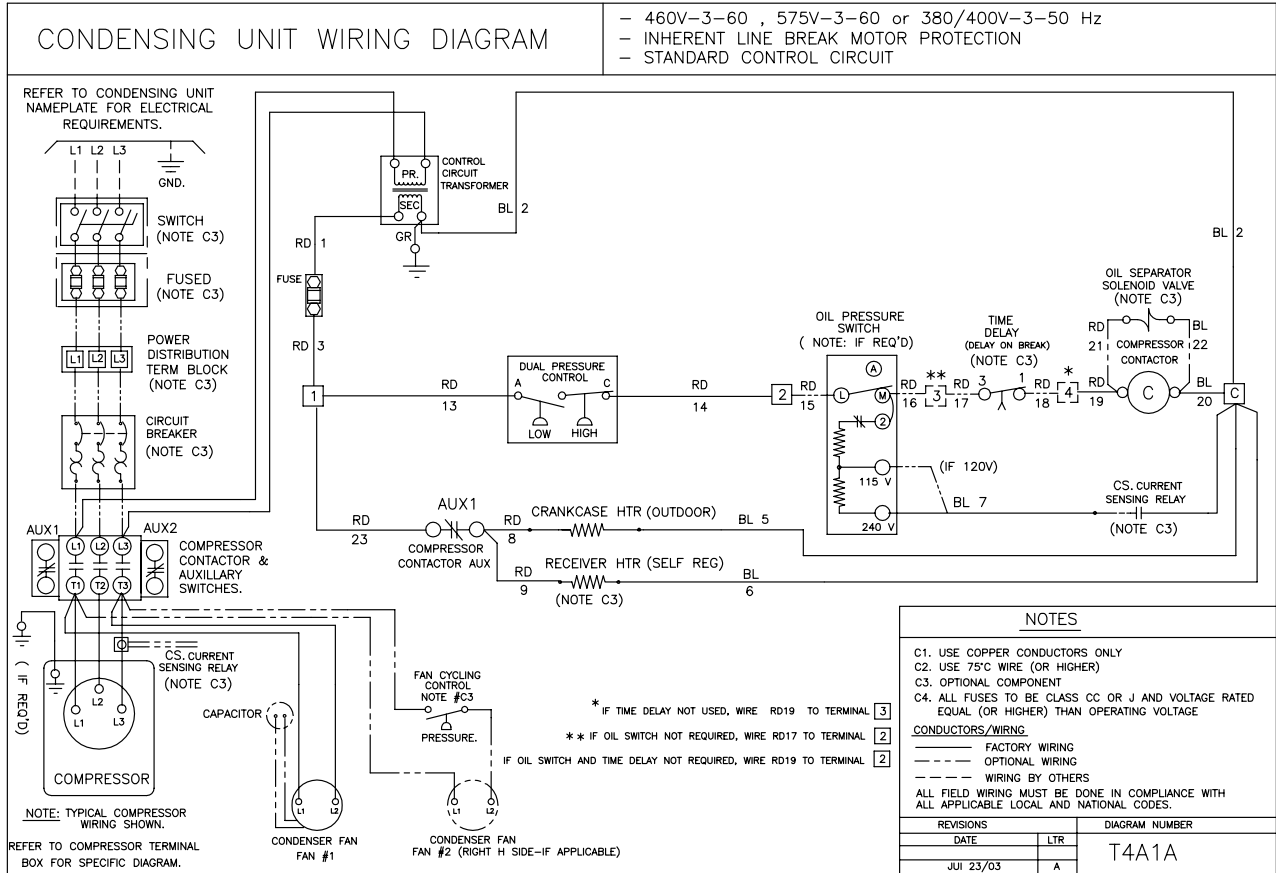 CONDENSING UNIT WIRING DIAGRAM
– 460V–3–60 , 575V–3–60 or 380/400V–3–50 Hz
– INHERENT LINE BREAK MOTOR PROTECTION
– STANDARD CONTROL CIRCUIT
REFER TO CONDENSING UNIT
NAMEPLATE FOR ELECTRICAL
REQUIREMENTS.
L1 L2 L3
GND.
SWITCH
(NOTE C3)
FUSED
(NOTE C3)
L1 L2 L3
POWER
DISTRIBUTION
TERM BLOCK
(NOTE C3)
CIRCUIT
BREAKER
(NOTE C3)
AUX1
AUX2
L1 L2 L3
T1 T2 T3
COMPRESSOR
CONTACTOR &
AUXILLARY
SWITCHES.
( IF REQ'D)
CS. CURRENT
SENSING RELAY
(NOTE C3)
L1 L2 L3
COMPRESSOR
NOTE: TYPICAL COMPRESSOR
WIRING SHOWN.
REFER TO COMPRESSOR TERMINAL
BOX FOR SPECIFIC DIAGRAM.
PR.
SEC
CONTROL
CIRCUIT
TRANSFORMER
GR
BL 2
BL 2
RD 1
FUSE
RD 3
1
RD
13
DUAL PRESSURE
CONTROL
A C
LOW HIGH
RD
14
2
RD
15
OIL PRESSURE
SWITCH
( NOTE: IF REQ'D)
A
L M
2
115 V
240 V
RD
16
**
3
RD
17
TIME
DELAY
(DELAY ON BREAK)
(NOTE C3)
3 1
RD
18
*
4
RD
19
OIL SEPARATOR
SOLENOID VALVE
(NOTE C3)
RD
21
BL
22
COMPRESSOR
CONTACTOR
C
BL
20
C
(IF 120V)
BL 7
CS. CURRENT
SENSING RELAY
(NOTE C3)
RD
23
AUX1
COMPRESSOR
CONTACTOR AUX
RD
8
CRANKCASE HTR (OUTDOOR)
BL 5
RD
9
RECEIVER HTR (SELF REG)
(NOTE C3)
BL
6
CAPACITOR
L1 L2
CONDENSER FAN
FAN #1
FAN CYCLING
CONTROL
NOTE #C3
PRESSURE.
L1 L2
CONDENSER FAN
FAN #2 (RIGHT H SIDE–IF APPLICABLE)
* IF TIME DELAY NOT USED, WIRE RD19 TO TERMINAL 3
** IF OIL SWITCH NOT REQUIRED, WIRE RD17 TO TERMINAL 2
IF OIL SWITCH AND TIME DELAY NOT REQUIRED, WIRE RD19 TO TERMINAL 2
NOTES
C1. USE COPPER CONDUCTORS ONLY
C2. USE 75°C WIRE (OR HIGHER)
C3. OPTIONAL COMPONENT
C4. ALL FUSES TO BE CLASS CC OR J AND VOLTAGE RATED
EQUAL (OR HIGHER) THAN OPERATING VOLTAGE
CONDUCTORS/WIRNG
FACTORY WIRING
OPTIONAL WIRING
WIRING BY OTHERS
ALL FIELD WIRING MUST BE DONE IN COMPLIANCE WITH
ALL APPLICABLE LOCAL AND NATIONAL CODES.
REVISIONS
DIAGRAM NUMBER
DATE
LTR
T4A1A
JUI 23/03
A